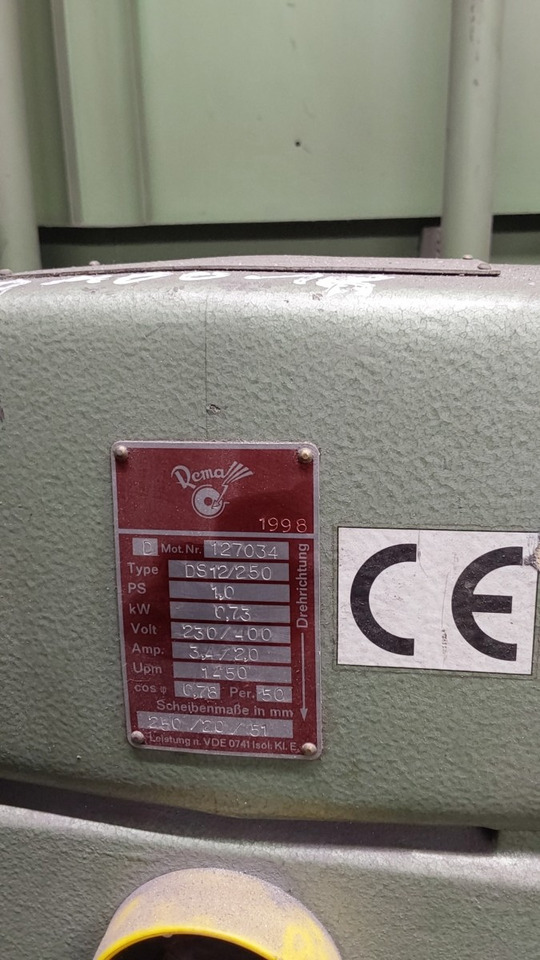 Rema
1998
D Mot. Nr. 127034
Type DS12/250
PS 1,0
kW 0,73
Volt 230/400
Amp. 3,4/2,0
Upm 1450
cos φ 0,78 Per. 50
Scheibenmaße in mm
250/20/51
Leistung n. VDE 0741 Isol. Kl. E
Drehrichtung
CE